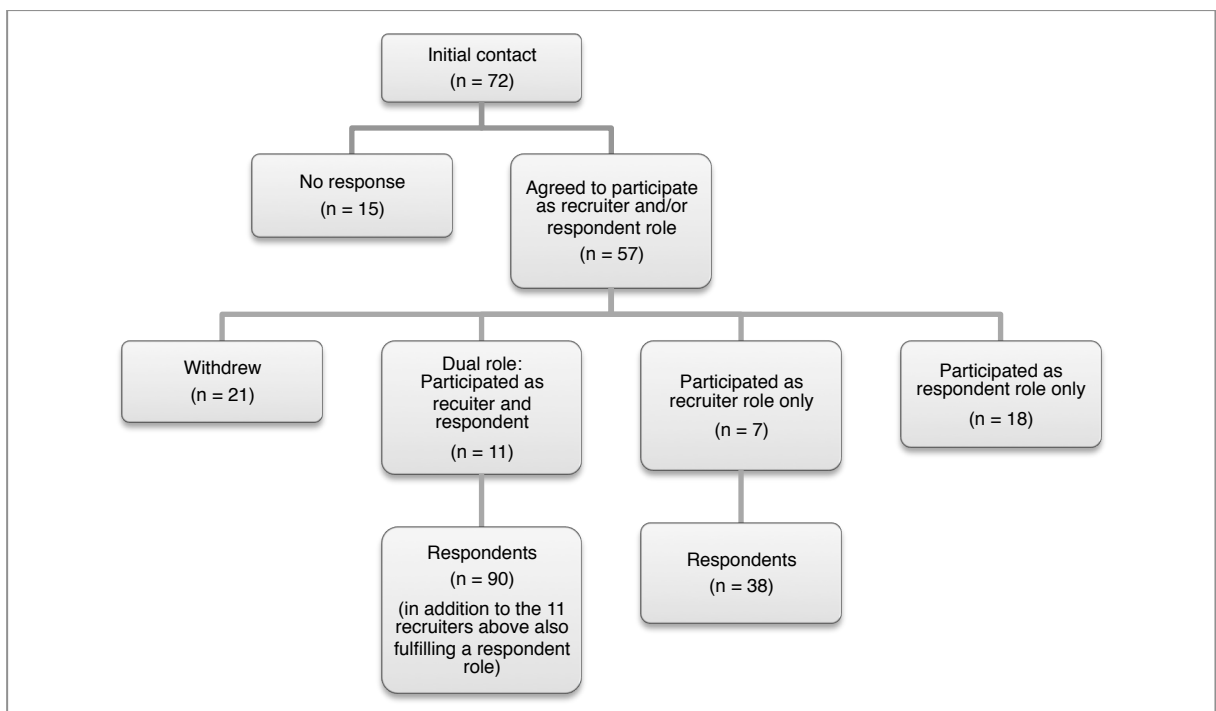 Initial contact
(n = 72)
No response
(n = 15)
Agreed to participate
as recruiter and/or
respondent role
(n = 57)
Withdrew
(n = 21)
Dual role:
Participated as
recuiter and
respondent
(n = 11)
Participated as
recruiter role only
(n = 7)
Participated as
respondent role only
(n = 18)
Respondents
(n = 90)
(in addition to the 11
recruiters above also
fulfilling a respondent
role)
Respondents
(n = 38)